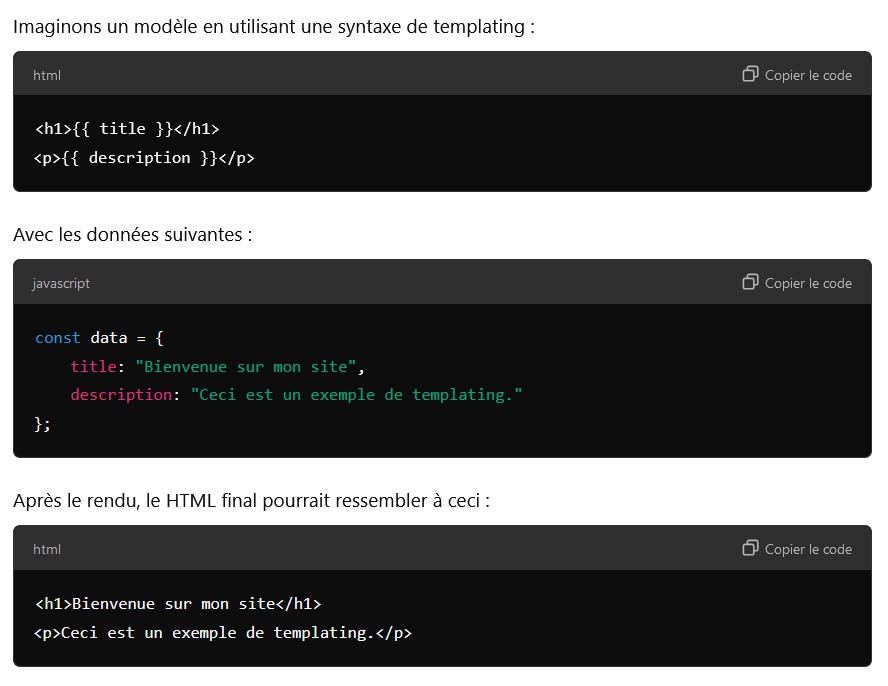 Imaginons un modèle en utilisant une syntaxe de templating :
html
Copier le code
<h1>{{ title }}</h1>
<p>{{ description }}</p>
Avec les données suivantes :
javascript
Copier le code
const data = {
    title: "Bienvenue sur mon site",
    description: "Ceci est un exemple de templating."
};
Après le rendu, le HTML final pourrait ressembler à ceci :
html
Copier le code
<h1>Bienvenue sur mon site</h1>
<p>Ceci est un exemple de templating.</p>